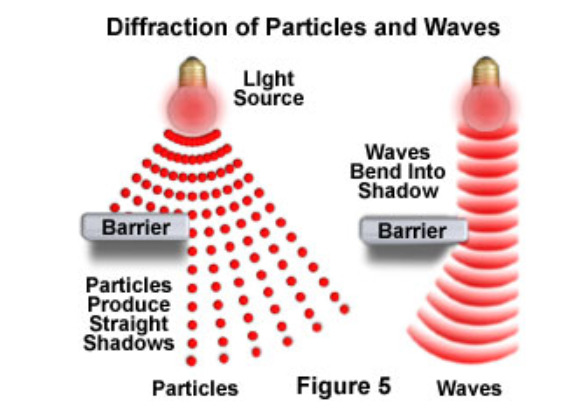 Diffraction of Particles and Waves
LIght
Source
Waves
Bend Into
Shadow
Barrier
Barrier
Particles
Produce
Straight
Shadows
Particles
Figure 5
Waves